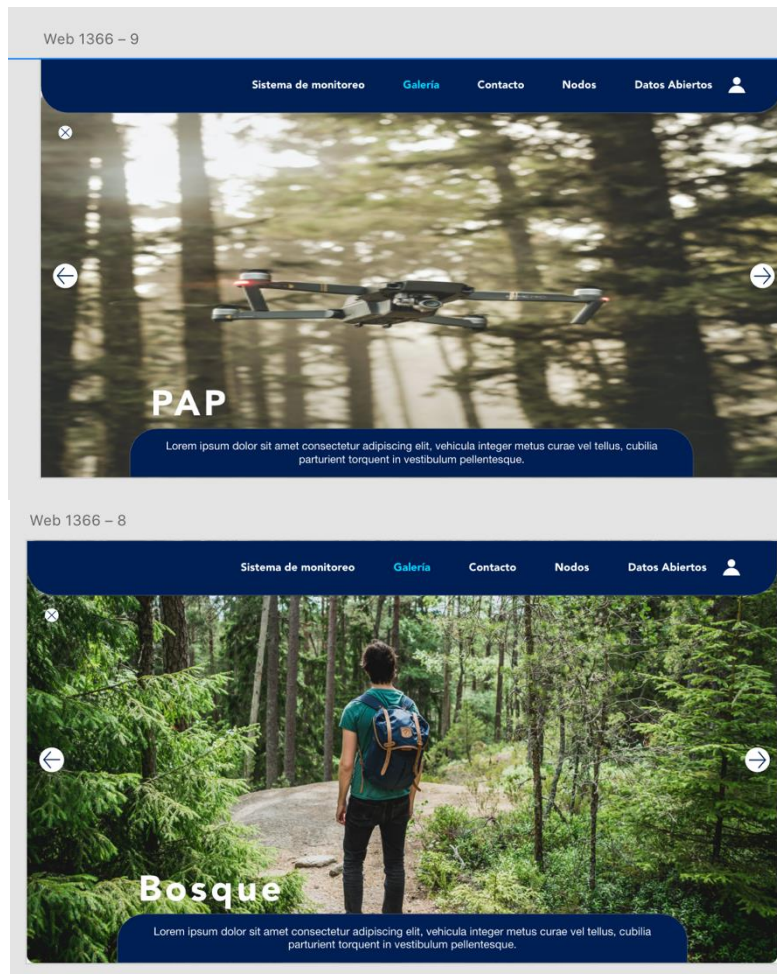 Web 1366 – 9
Sistema de monitoreo Galería Contacto Nodos Datos Abiertos
PAP
Lorem ipsum dolor sit amet consectetur adipiscing elit, vehicula integer metus curae vel tellus, cubilia
parturient torquent in vestibulum pellentesque.
Web 1366 – 8
Sistema de monitoreo Galería Contacto Nodos Datos Abiertos
Bosque
Lorem ipsum dolor sit amet consectetur adipiscing elit, vehicula integer metus curae vel tellus, cubilia
parturient torquent in vestibulum pellentesque.